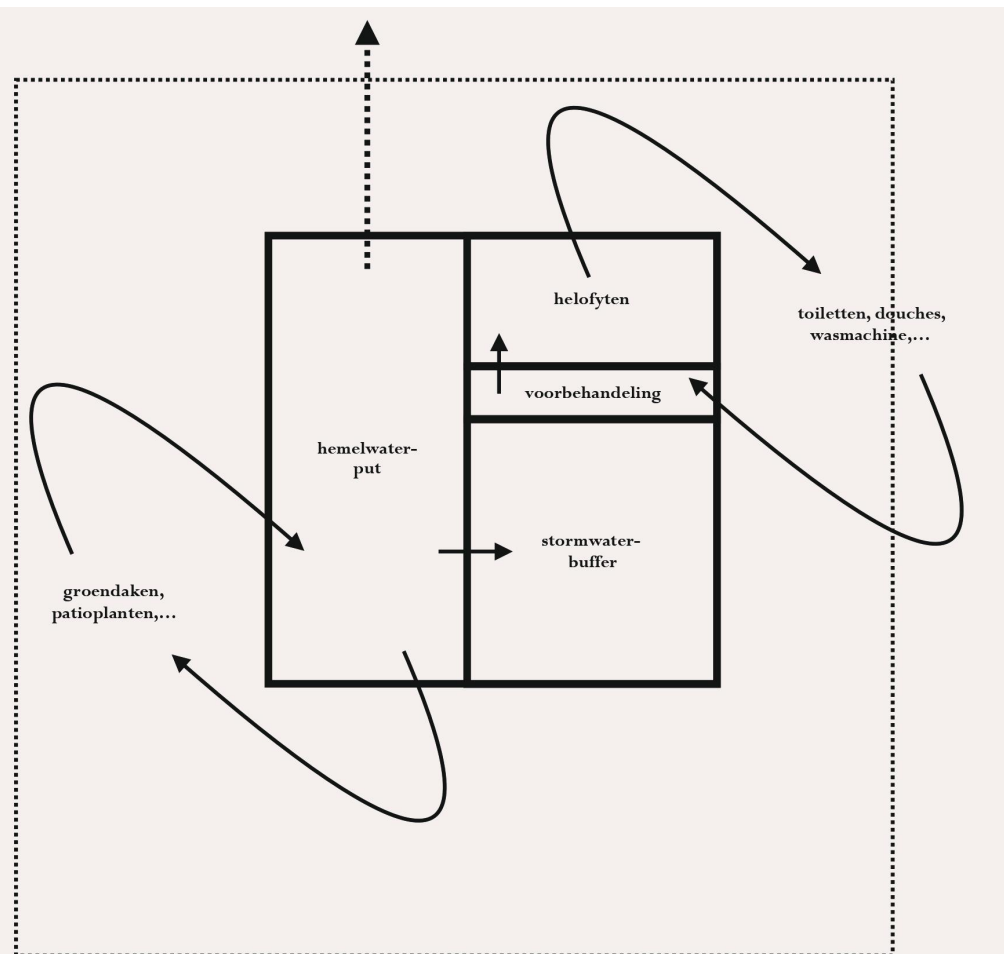 helofyten
toiletten, douches,
wasmachine,...
voorbehandeling
hemelwater-
put
stormwater-
buffer
groendaken,
patioplanten,...